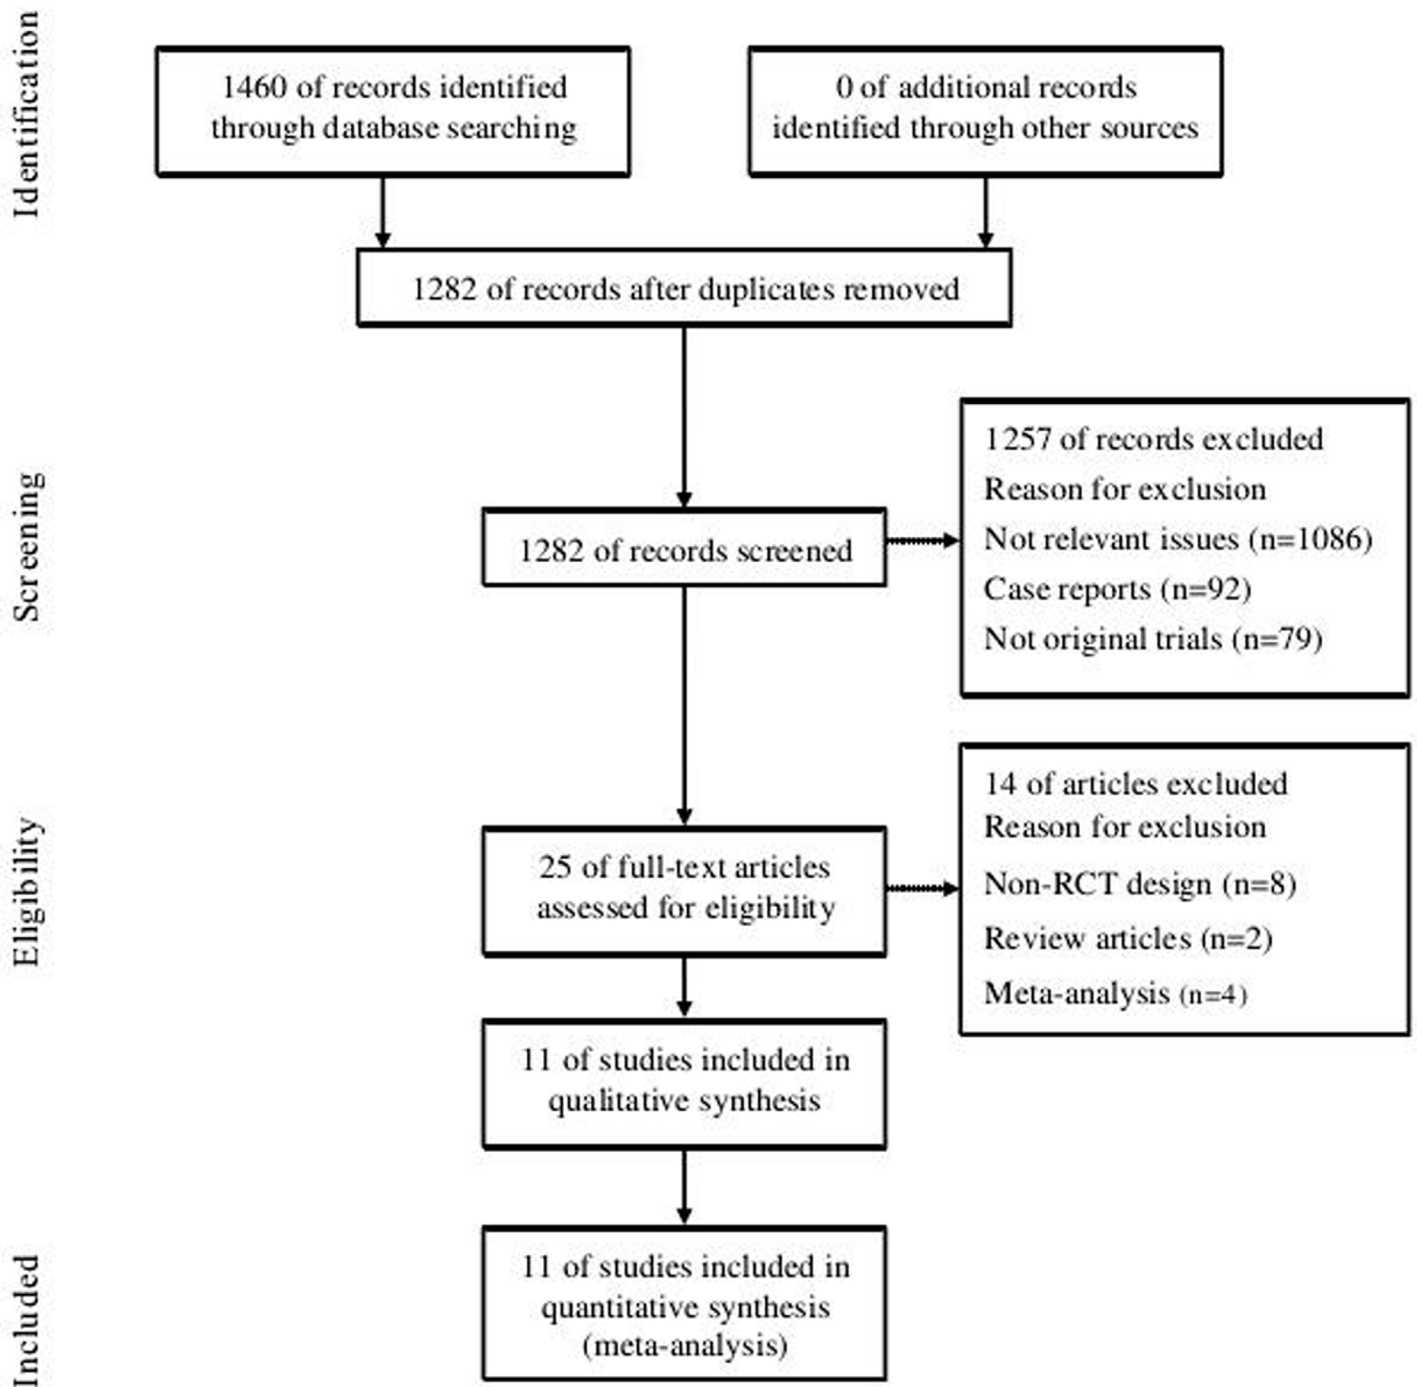 Identification
1460 of records identified
through database searching
0 of additional records
identified through other sources
1282 of records after duplicates removed
Screening
1282 of records screened
1257 of records excluded
Reason for exclusion
Not relevant issues (n=1086)
Case reports (n=92)
Not original trials (n=79)
Eligibility
25 of full-text articles
assessed for eligibility
14 of articles excluded
Reason for exclusion
Non-RCT design (n=8)
Review articles (n=2)
Meta-analysis (n=4)
11 of studies included in
qualitative synthesis
Included
11 of studies included in
quantitative synthesis
(meta-analysis)